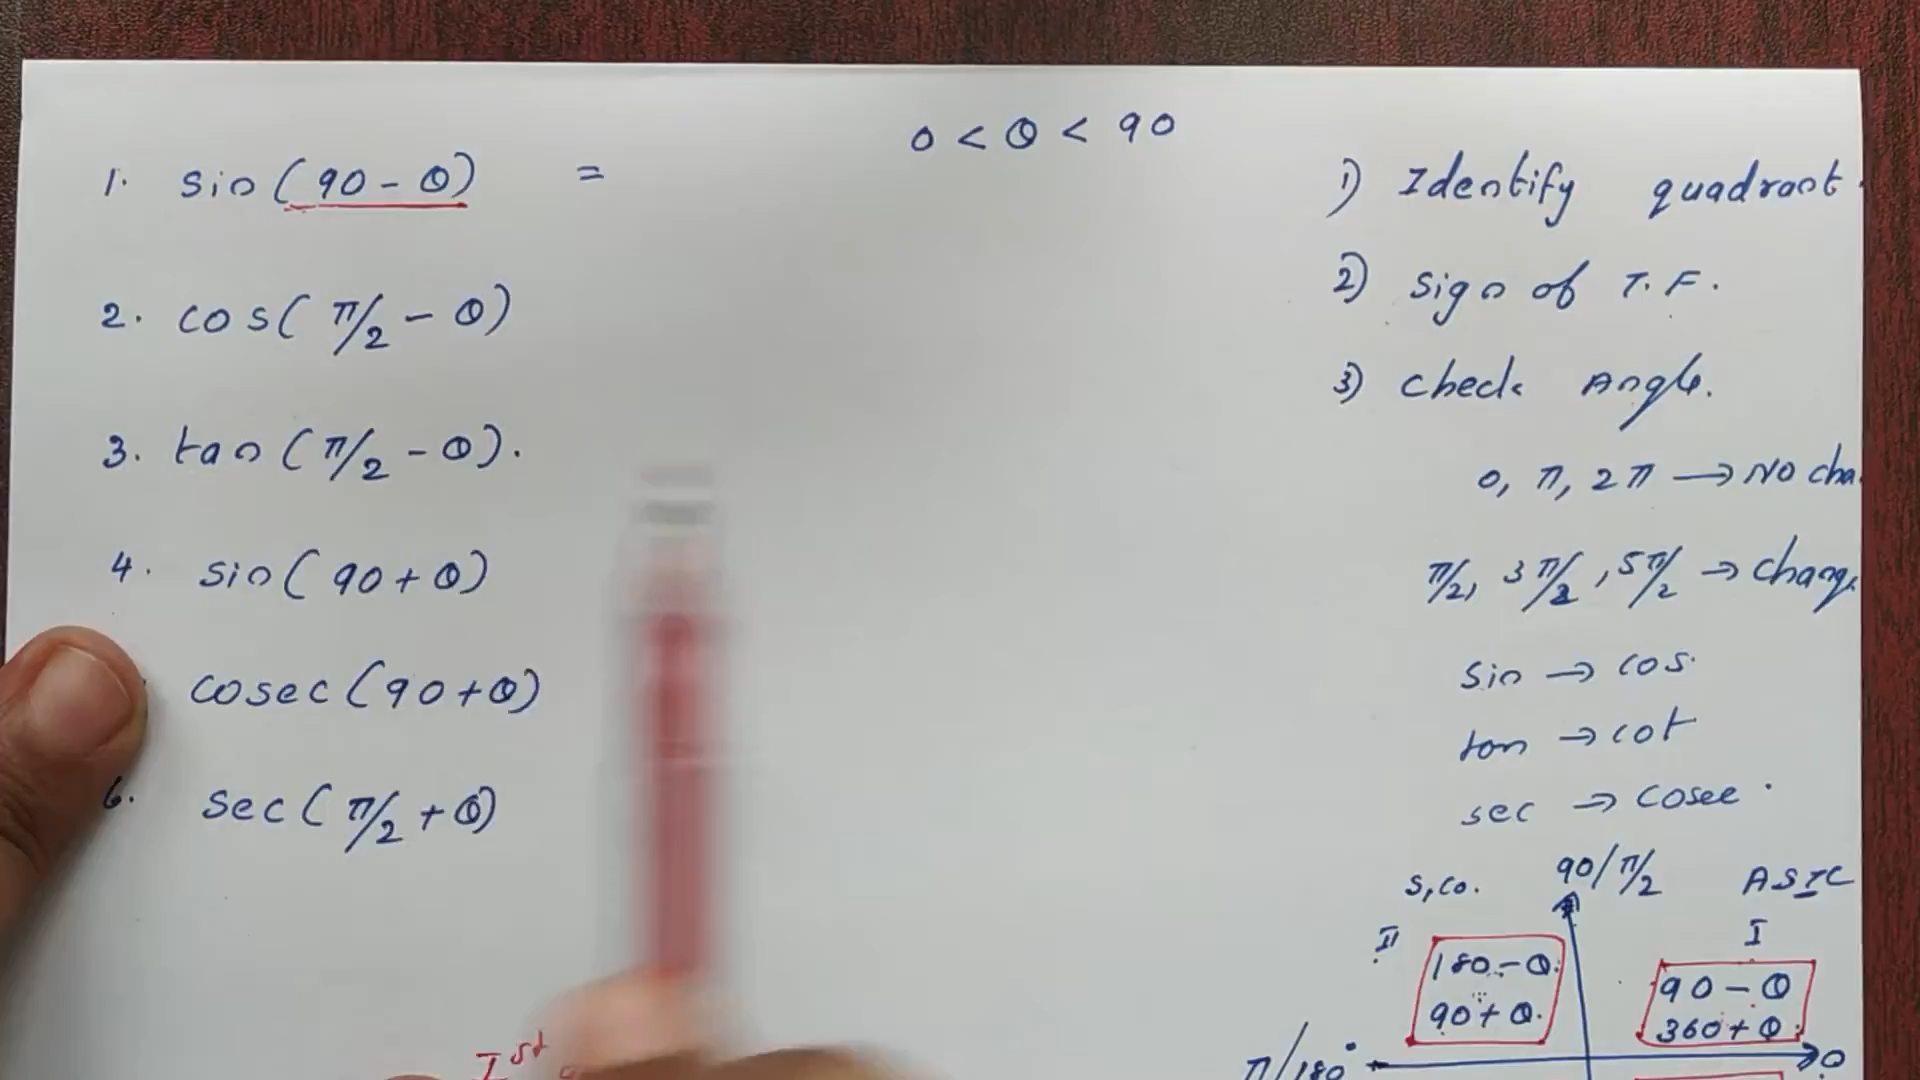 0 < θ < 90
1. sin(90 - θ) =
2. cos(π/2 - θ)
3. tan(π/2 - θ).
4. sin(90 + θ)
cosec(90+θ)
6. sec(π/2 + θ)
Ist
1) Identify quadrant.
2) Sign of T.F.
3) Check Angle.
0, π, 2π → No cha
π/2, 3π/2, 5π/2 → Chang
sin → cos.
tan → cot
sec → cosec.
S, Co.
90/π/2
ASTC
II
I
180 - θ.
90 + θ.
90 - θ
360 + θ.
π/180°
0